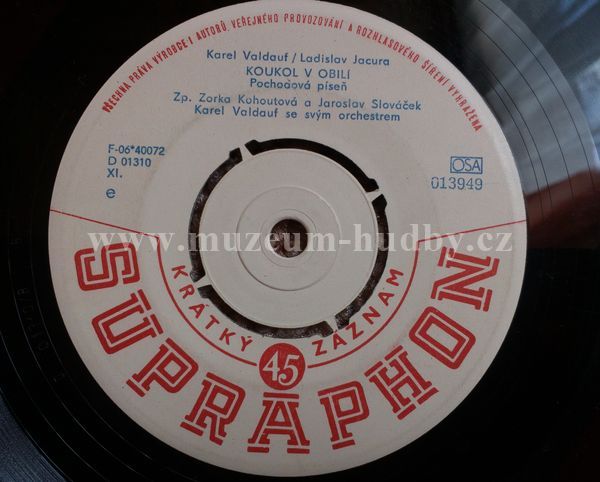 VŠECHNA PRÁVA VÝROBCE I AUTORŮ VEŘEJNÉHO PROVOZOVÁNÍ A ROZHLASOVÉHO ŠÍŘENÍ VYHRAŽENA
Karel Valdauf / Ladislav Jacura
KOUKOL V OBILÍ
Pochodová píseň
Zp. Zorka Kohoutová a Jaroslav Slováček
Karel Valdauf se svým orchestrem
F-06*40072
D 01310
XI.
e
OSA
013949
www.muzeum-hudby.cz
KRÁTKÝ 45 ZÁZNAM
SUPRAPHON